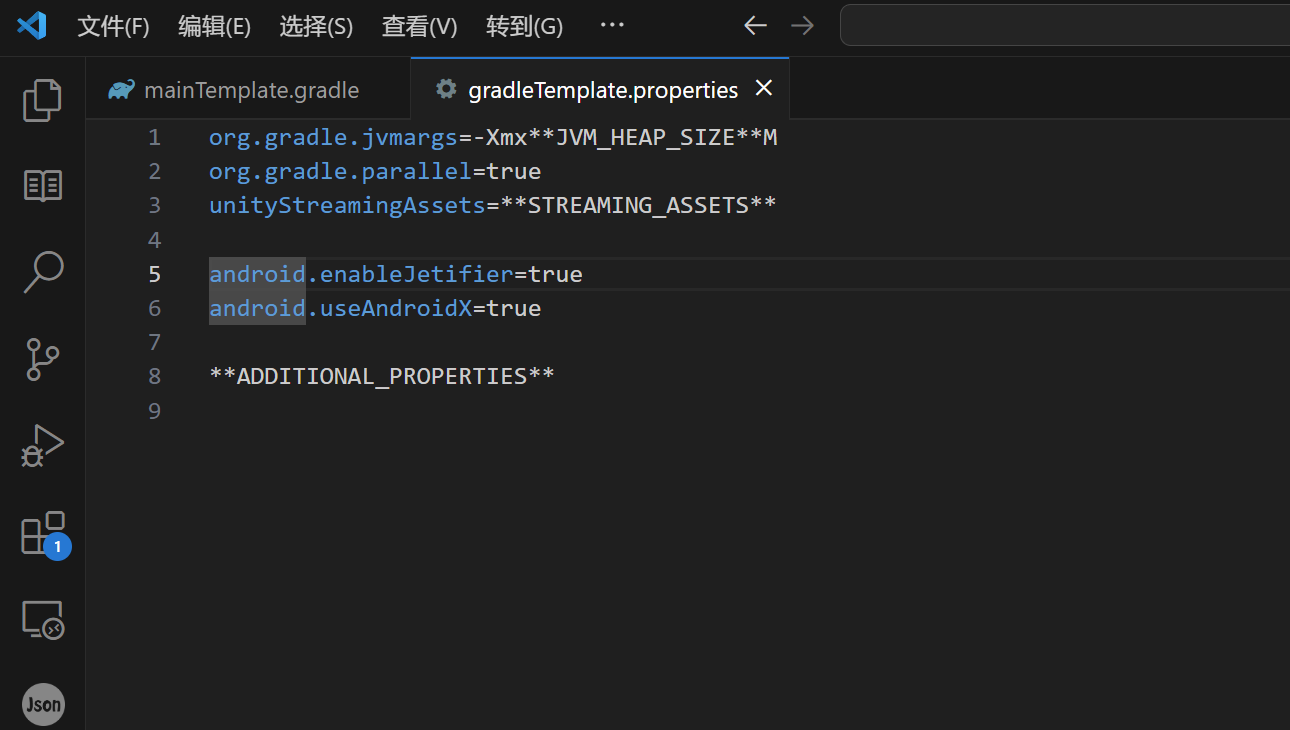 文件(F) 编辑(E) 选择(S) 查看(V) 转到(G) ···
mainTemplate.gradle gradleTemplate.properties
1 org.gradle.jvmargs=-Xmx**JVM_HEAP_SIZE**M
2 org.gradle.parallel=true
3 unityStreamingAssets=**STREAMING_ASSETS**
4
5 android.enableJetifier=true
6 android.useAndroidX=true
7
8 **ADDITIONAL_PROPERTIES**
9
1
Json